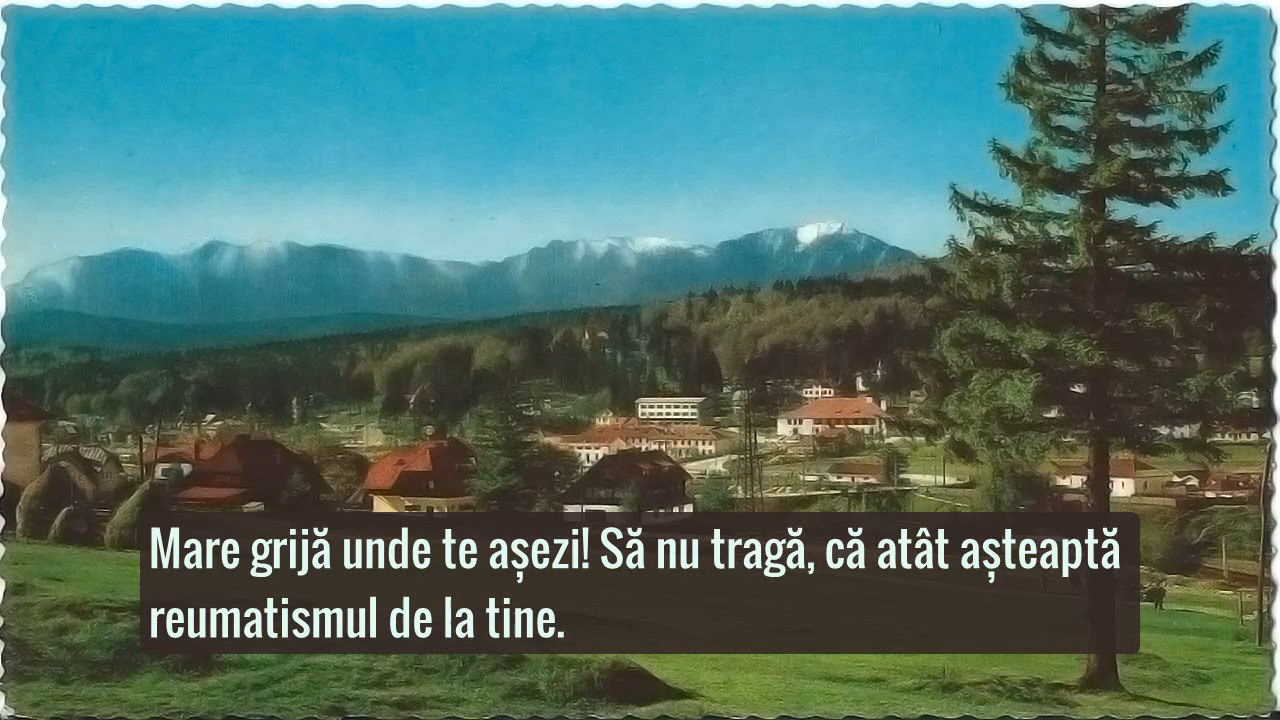 Mare grijă unde te așezi! Să nu tragă, că atât așteaptă
reumatismul de la tine.